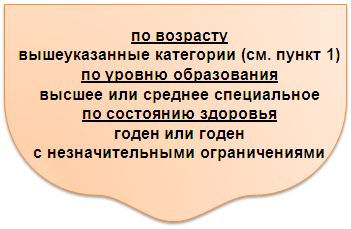 по возрасту
вышеуказанные категории (см. пункт 1)
по уровню образования
высшее или среднее специальное
по состоянию здоровья
годен или годен
с незначительными ограничениями